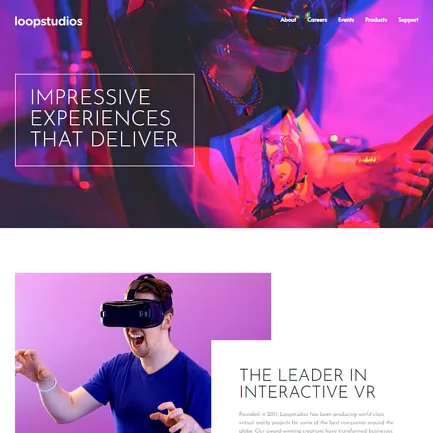 loopstudios
About Careers Events Products Support
IMPRESSIVE
EXPERIENCES
THAT DELIVER
THE LEADER IN
INTERACTIVE VR
Founded in 2011, Loopstudios has been producing world-class
virtual reality projects for some of the best companies around the
globe. Our award-winning creations have transformed businesses